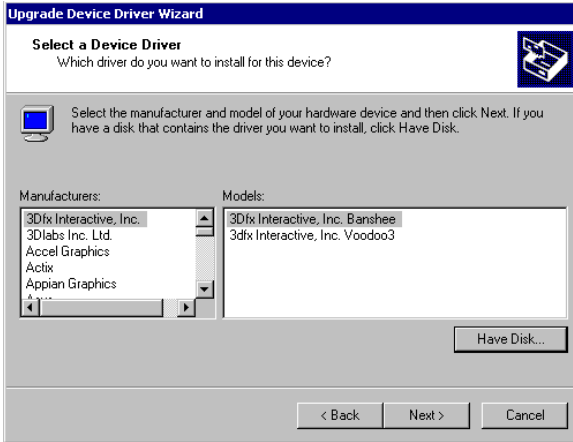 Upgrade Device Driver Wizard
Select a Device Driver
Which driver do you want to install for this device?
Select the manufacturer and model of your hardware device and then click Next. If you
have a disk that contains the driver you want to install, click Have Disk.
Manufacturers:
3Dfx Interactive, Inc.
3Dlabs Inc. Ltd.
Accel Graphics
Actix
Appian Graphics
Models:
3Dfx Interactive, Inc. Banshee
3dfx Interactive, Inc. Voodoo3
Have Disk...
< Back
Next >
Cancel